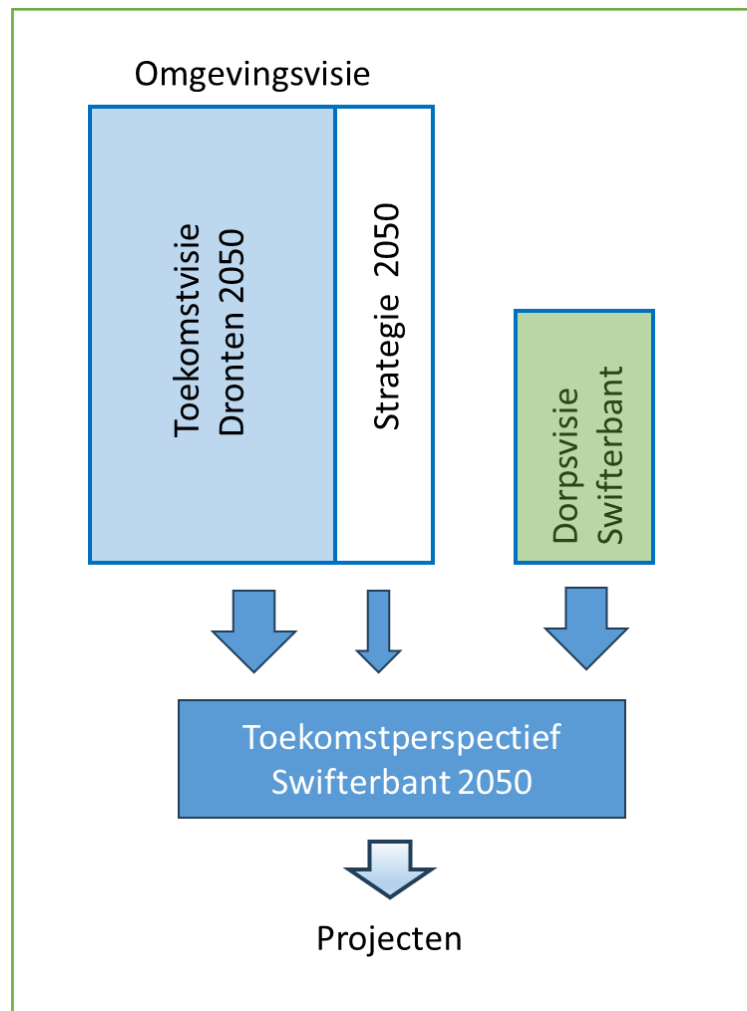 Omgevingsvisie
Toekomstvisie
Dronten 2050
Strategie 2050
Dorpsvisie
Swifterbant
Toekomstperspectief
Swifterbant 2050
Projecten